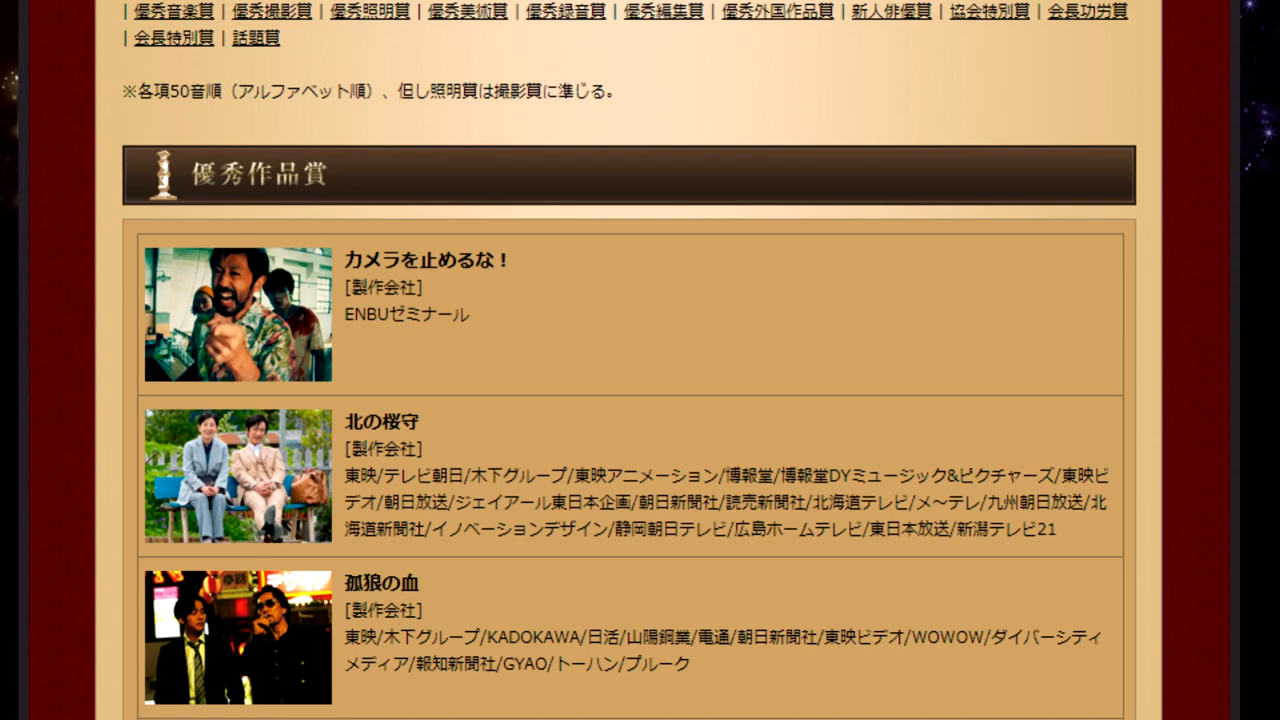 | 優秀音楽賞 | 優秀撮影賞 | 優秀照明賞 | 優秀美術賞 | 優秀録音賞 | 優秀編集賞 | 優秀外国作品賞 | 新人俳優賞 | 協会特別賞 | 会長功労賞
| 会長特別賞 | 話題賞
※各項50音順（アルファベット順）、但し照明賞は撮影賞に準じる。
優秀作品賞
カメラを止めるな！
[製作会社]
ENBUゼミナール
北の桜守
[製作会社]
東映/テレビ朝日/木下グループ/東映アニメーション/博報堂/博報堂DYミュージック&ピクチャーズ/東映ビ
デオ/朝日放送/ジェイアール東日本企画/朝日新聞社/読売新聞社/北海道テレビ/メ～テレ/九州朝日放送/北
海道新聞社/イノベーションデザイン/静岡朝日テレビ/広島ホームテレビ/東日本放送/新潟テレビ21
孤狼の血
[製作会社]
東映/木下グループ/KADOKAWA/日活/山陽鋼業/電通/朝日新聞社/東映ビデオ/WOWOW/ダイバーシティ
メディア/報知新聞社/GYAO/トーハン/プルーク